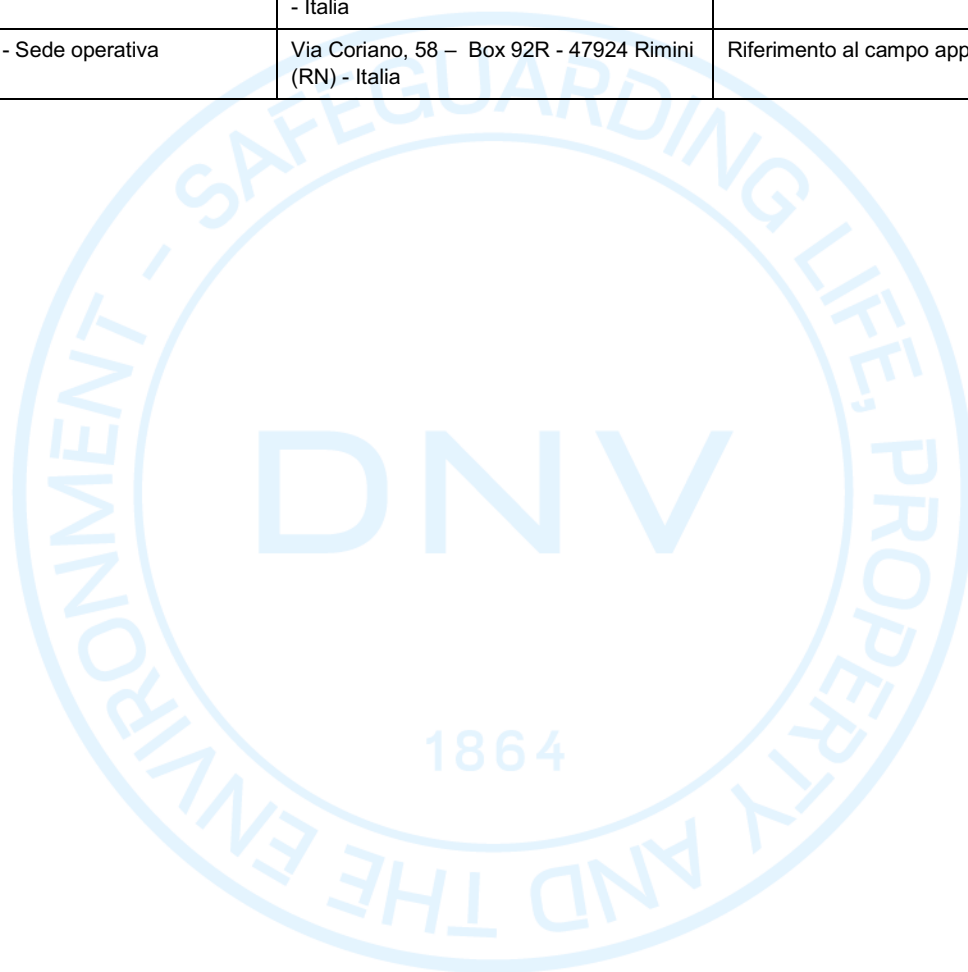 - Italia
- Sede operativa
Via Coriano, 58 – Box 92R - 47924 Rimini
(RN) - Italia
Riferimento al campo app
SAFEGUARDING LIFE, PROPERTY AND THE ENVIRONMENT -
DNV
1864